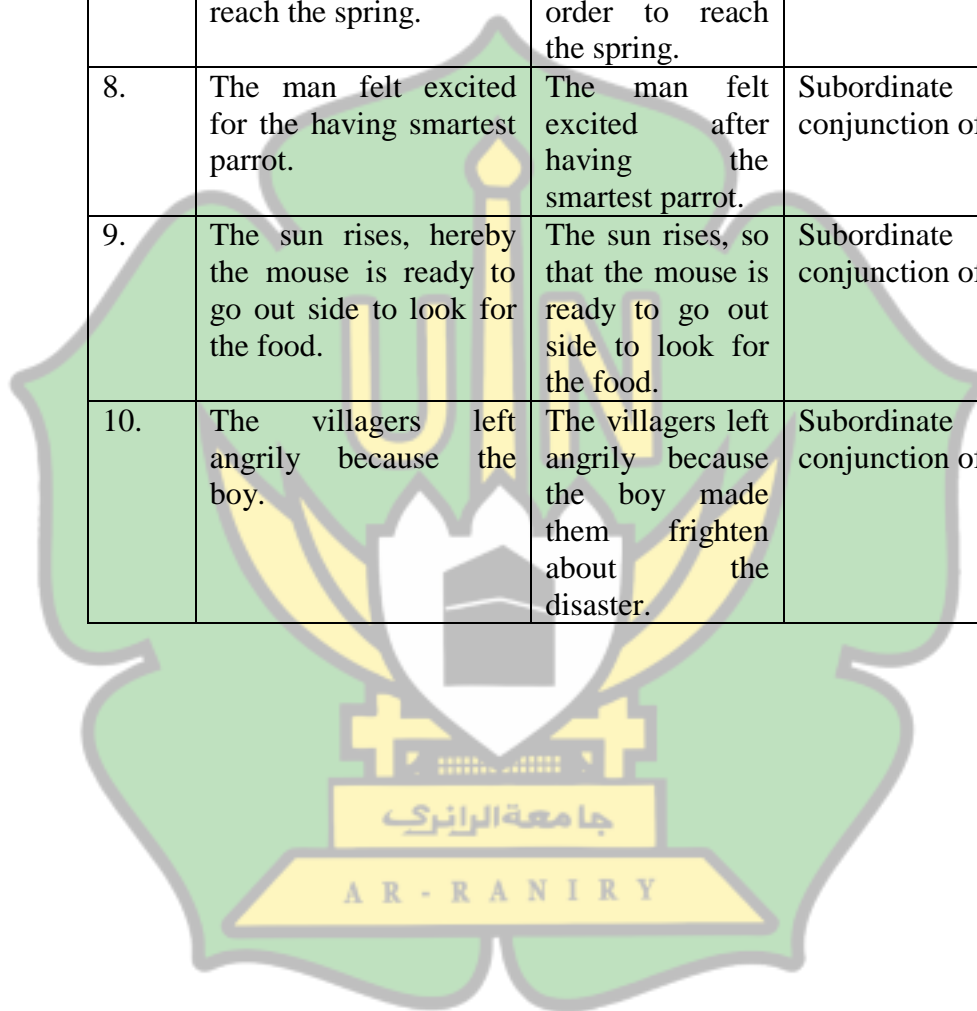 reach the spring.
order to reach
the spring.
8.
The man felt excited
for the having smartest
parrot.
The man felt
excited after
having the
smartest parrot.
Subordinate
conjunction of
9.
The sun rises, hereby
the mouse is ready to
go out side to look for
the food.
The sun rises, so
that the mouse is
ready to go out
side to look for
the food.
Subordinate
conjunction of
10.
The villagers left
angrily because the
boy.
The villagers left
angrily because
the boy made
them frighten
about the
disaster.
Subordinate
conjunction of
UIN
جامعة الرانري
AR-RANIRY